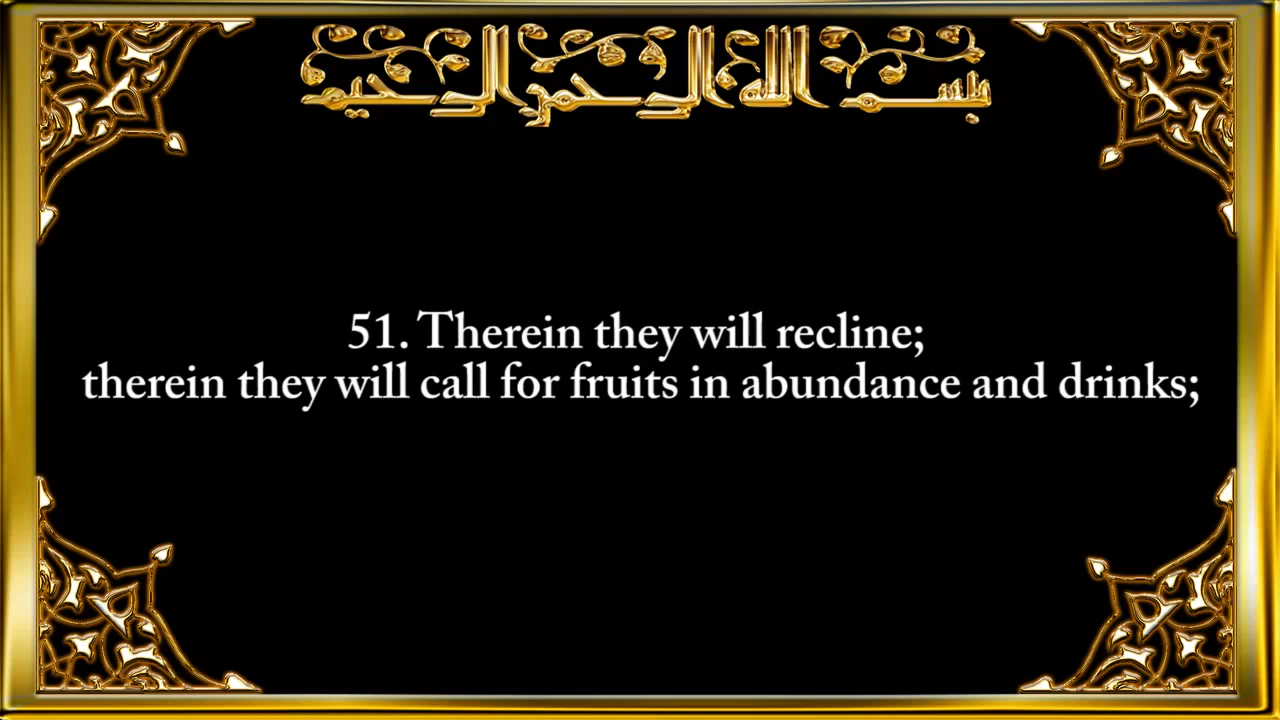 بسم الله الرحمن الرحيم
51. Therein they will recline;
therein they will call for fruits in abundance and drinks;